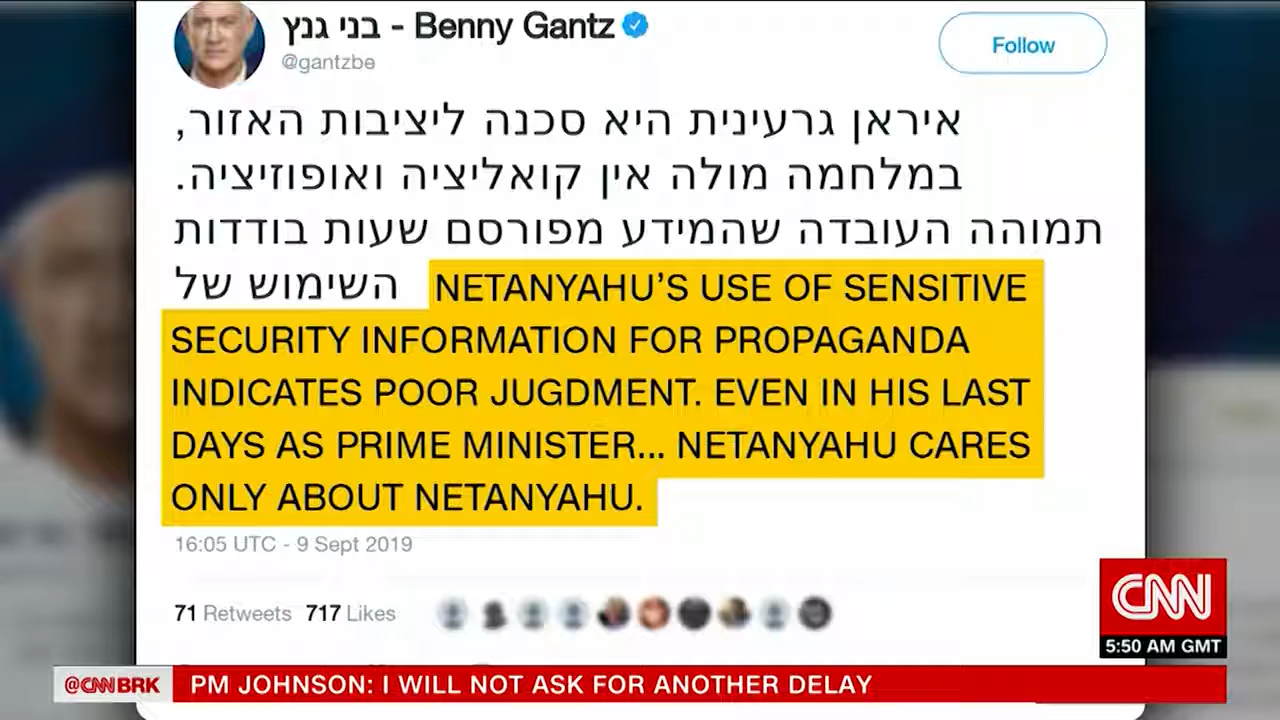 בני גנץ - Benny Gantz
@gantzbe
Follow
איראן גרעינית היא סכנה ליציבות האזור,
במלחמה מולה אין קואליציה ואופוזיציה.
תמוהה העובדה שהמידע מפורסם שעות בודדות
השימוש של NETANYAHU'S USE OF SENSITIVE
SECURITY INFORMATION FOR PROPAGANDA
INDICATES POOR JUGDMENT. EVEN IN HIS LAST
DAYS AS PRIME MINISTER... NETANYAHU CARES
ONLY ABOUT NETANYAHU.
16:05 UTC - 9 Sept 2019
71 Retweets 717 Likes
CNN
5:50 AM GMT
@CNNBRK PM JOHNSON: I WILL NOT ASK FOR ANOTHER DELAY